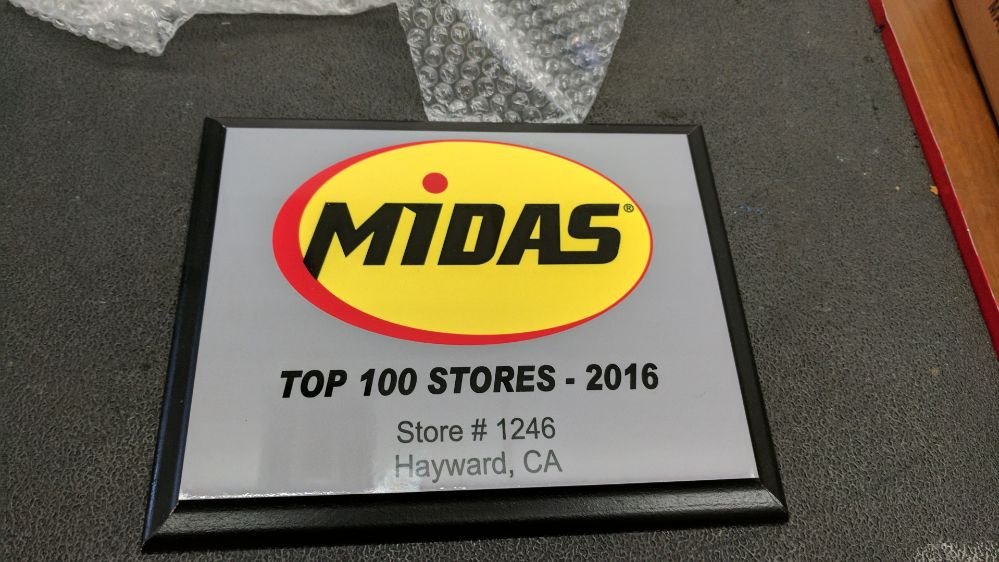 MiDAS®
TOP 100 STORES - 2016
Store # 1246
Hayward, CA